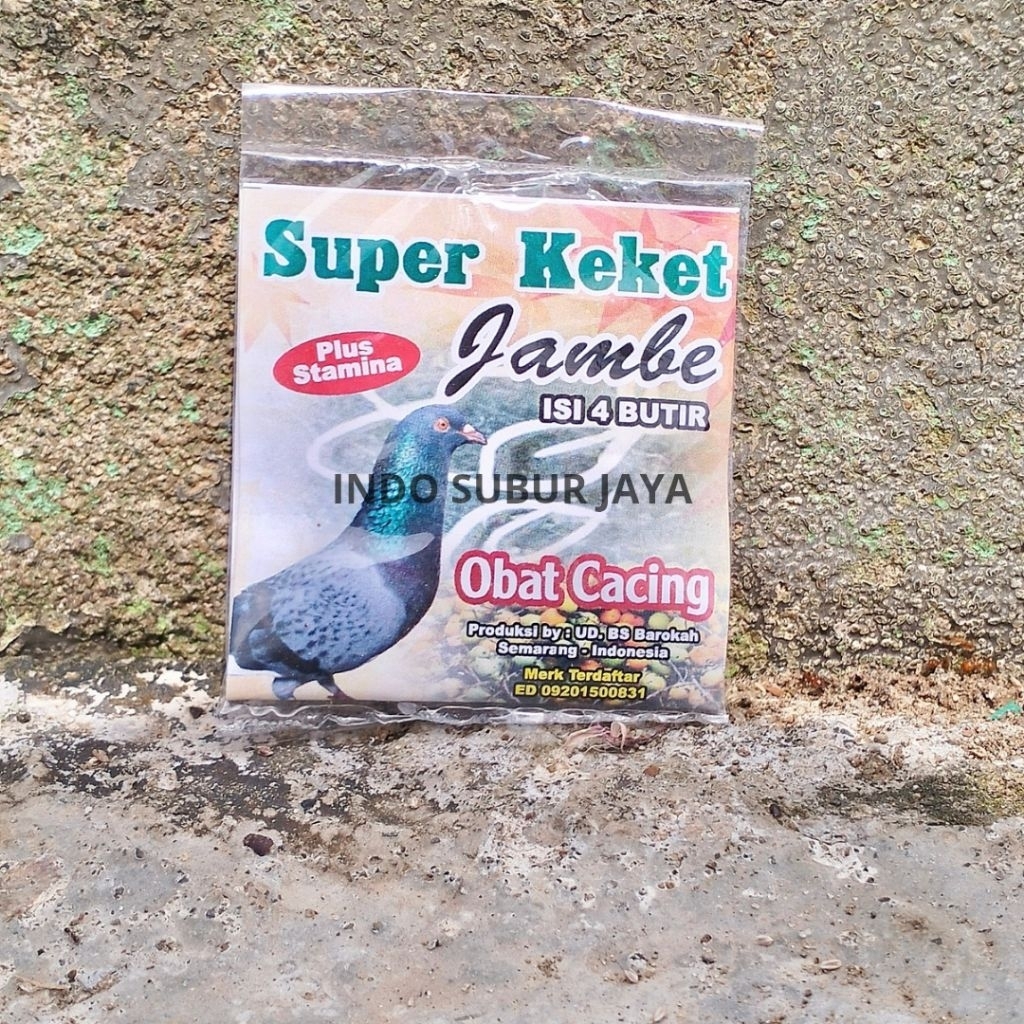 Super Keket
Jambe
Plus
Stamina
ISI 4 BUTIR
INDO SUBUR JAYA
Obat Cacing
Produksi by : UD. BS Barokah
Semarang - Indonesia
Merk Terdaftar
ED 09201500831